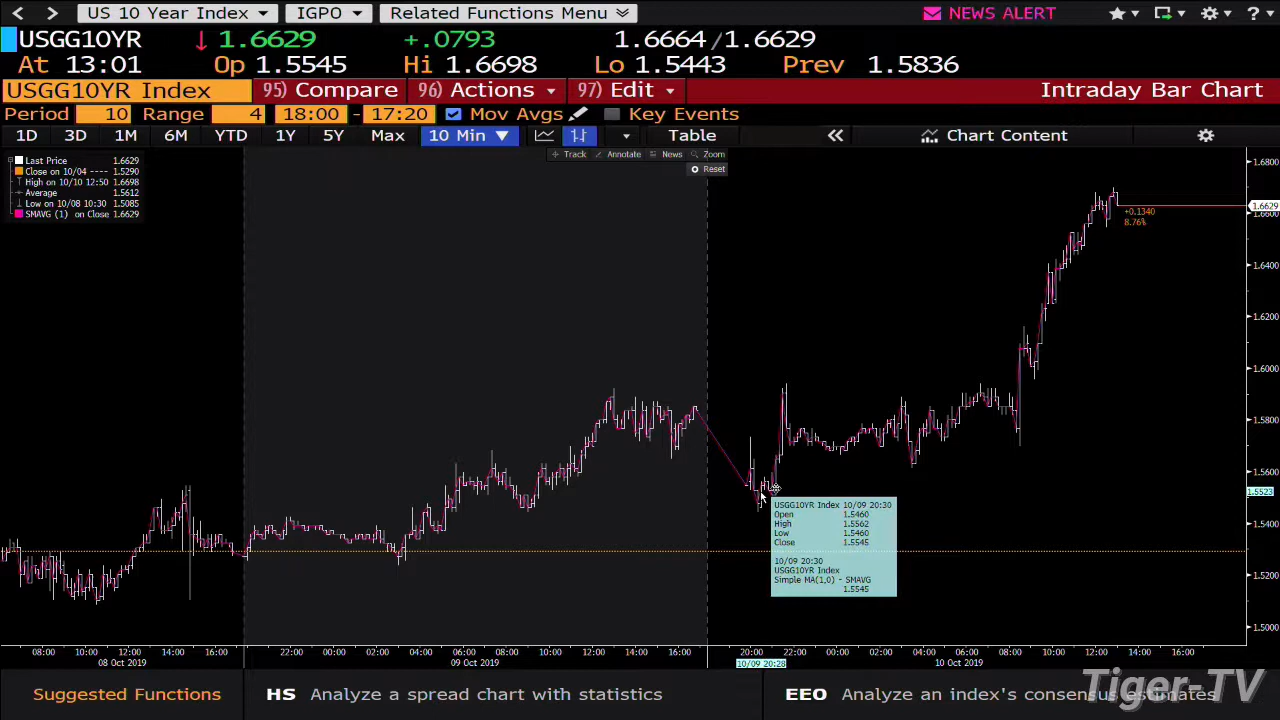 US 10 Year Index IGPO Related Functions Menu NEWS ALERT ?
USGG10YR ↓ 1.6629 +.0793 1.6664/1.6629
At 13:01 Op 1.5545 Hi 1.6698 Lo 1.5443 Prev 1.5836
USGG10YR Index 95) Compare 96) Actions 97) Edit Intraday Bar Chart
Period 10 Range 4 18:00 - 17:20 Mov Avgs Key Events
1D 3D 1M 6M YTD 1Y 5Y Max 10 Min ▼ Table « Chart Content
Track Annotate News Zoom
Reset
Last Price 1.6629
Close on 10/04 ---- 1.5290
High on 10/10 12:50 1.6698
Average 1.5612
Low on 10/08 10:30 1.5085
SMAVG (1) on Close 1.6629
1.6800
1.6629
1.6600
1.6400
1.6200
1.6000
1.5800
1.5600
1.5523
1.5400
1.5200
1.5000
+0.1340
8.76%
USGG10YR Index 10/09 20:30
Open 1.5460
High 1.5562
Low 1.5460
Close 1.5545
10/09 20:30
USGG10YR Index
Simple MA(1,0) - SMAVG
1.5545
08:00 10:00 12:00 14:00 16:00 22:00 00:00 02:00 04:00 06:00 08:00 10:00 12:00 14:00 16:00 20:00 22:00 00:00 02:00 04:00 06:00 08:00 10:00 12:00 14:00 16:00
08 Oct 2019 09 Oct 2019 10/09 20:28 10 Oct 2019
Suggested Functions HS Analyze a spread chart with statistics EEO Analyze an index's consensus estimates
Tiger-TV